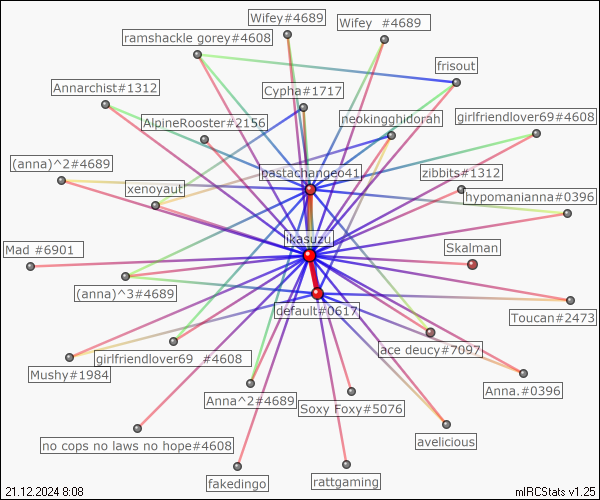 Wifey#4689
Wifey  #4689
ramshackle gorey#4608
frisout
Annarchist#1312
Cypha#1717
AlpineRooster#2156
neokingghidorah
girlfriendlover69#4608
(anna)^2#4689
pastachangeo41
zibbits#1312
xenoyaut
hypomanianna#0396
ikasuzu
Mad #6901
Skalman
(anna)^3#4689
default#0617
Toucan#2473
girlfriendlover69  #4608
ace deucy#7097
Mushy#1984
Anna^2#4689
Soxy Foxy#5076
Anna.#0396
no cops no laws no hope#4608
avelicious
fakedingo
rattgaming
21.12.2024 8:08
mIRCStats v1.25